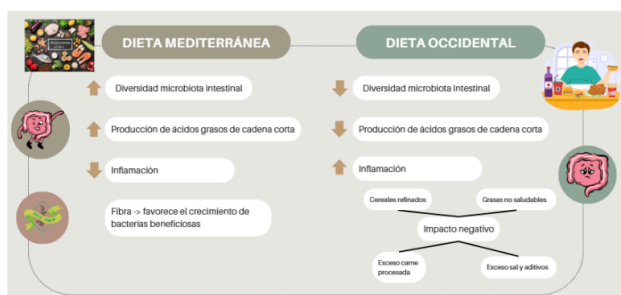 DIETA MEDITERRÁNEA
Diversidad microbiota intestinal
Producción de ácidos grasos de cadena corta
Inflamación
Fibra -> favorece el crecimiento de
bacterias beneficiosas
DIETA OCCIDENTAL
Diversidad microbiota intestinal
Producción de ácidos grasos de cadena corta
Inflamación
Cereales refinados
Grasas no saludables
Impacto negativo
Exceso carne
procesada
Exceso sal y aditivos